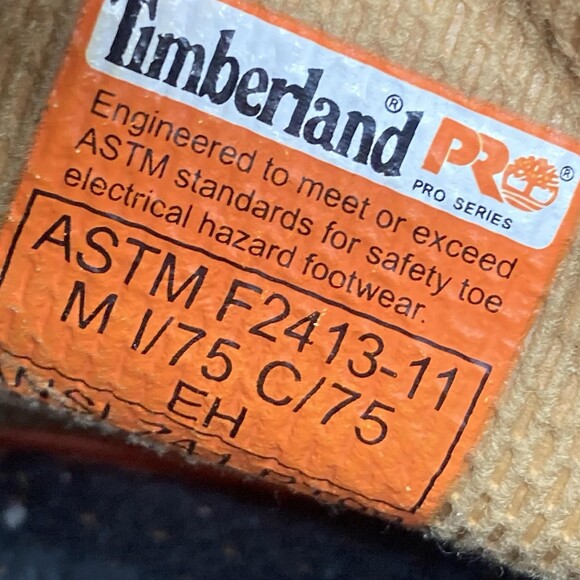 Timberland® PRO®
PRO SERIES
Engineered to meet or exceed
ASTM standards for safety toe
electrical hazard footwear.
ASTM F2413-11
M I/75 C/75
EH